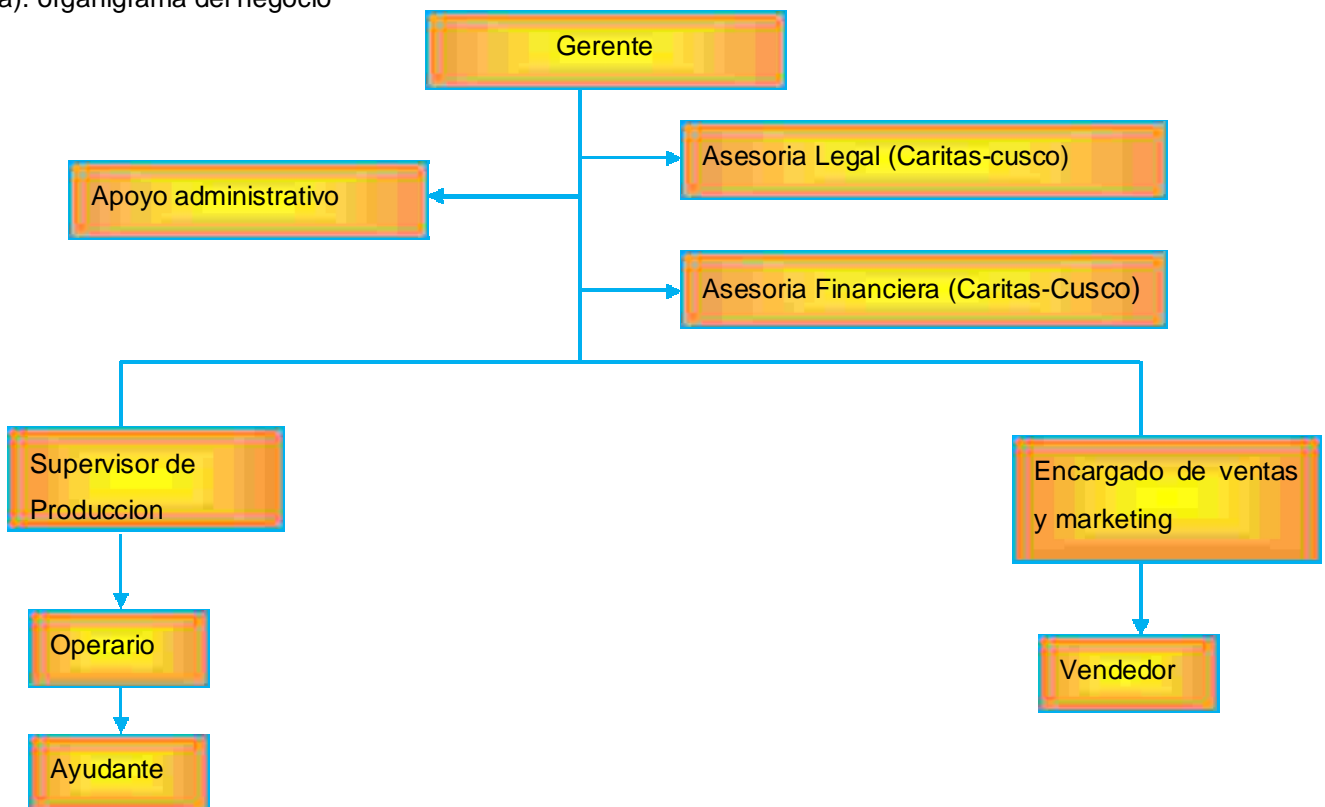 a): organigrama del negocio
Gerente
Asesoria Legal (Caritas-cusco)
Apoyo administrativo
Asesoria Financiera (Caritas-Cusco)
Supervisor de
Produccion
Encargado de ventas
y marketing
Operario
Vendedor
Ayudante